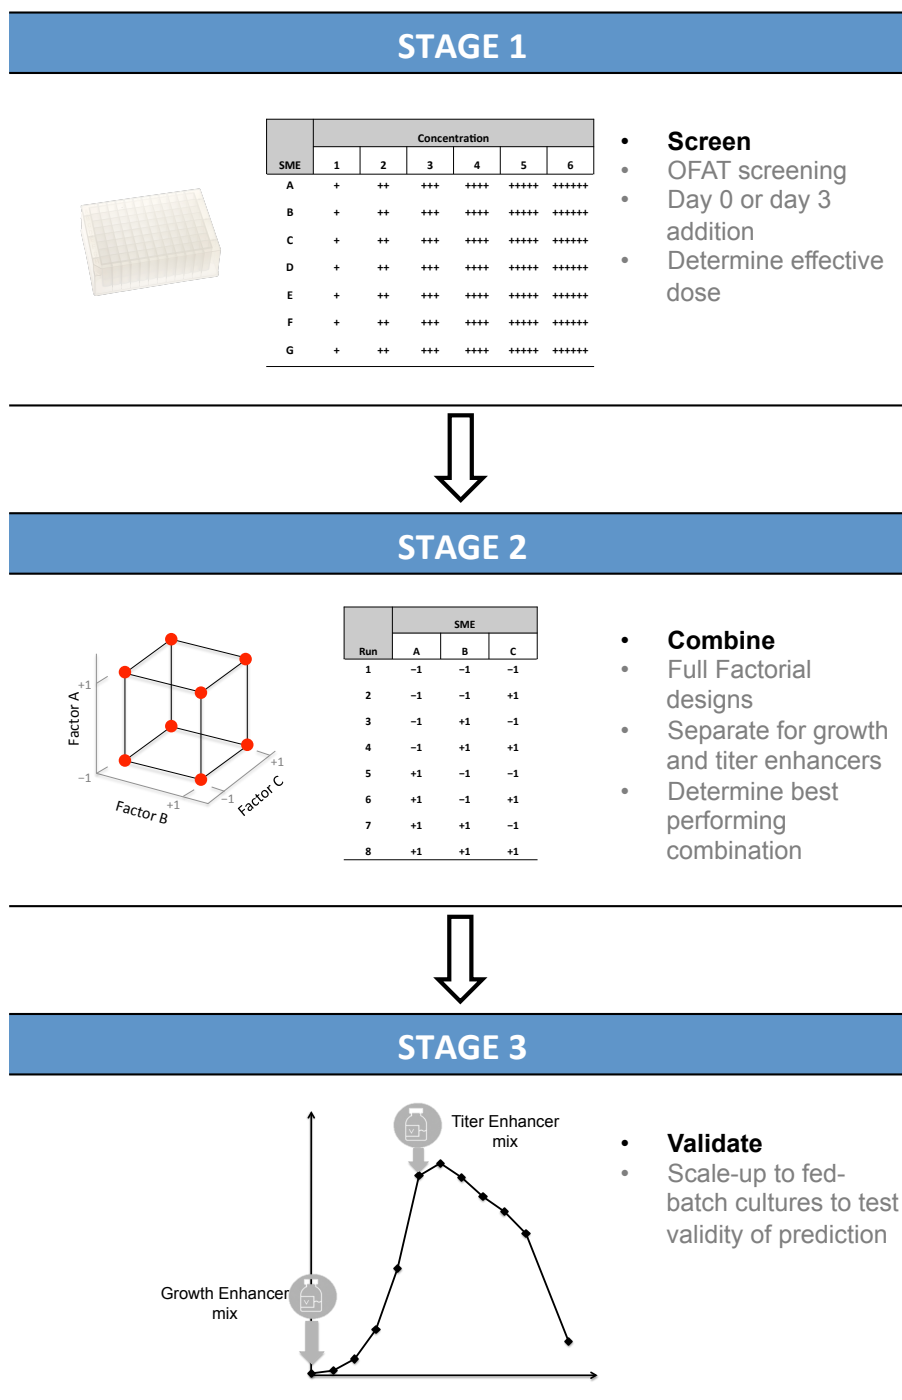 STAGE 1
Concentration
SME 1 2 3 4 5 6
A + ++ +++ ++++ +++++ ++++++
B + ++ +++ ++++ +++++ ++++++
C + ++ +++ ++++ +++++ ++++++
D + ++ +++ ++++ +++++ ++++++
E + ++ +++ ++++ +++++ ++++++
F + ++ +++ ++++ +++++ ++++++
G + ++ +++ ++++ +++++ ++++++
• Screen
• OFAT screening
• Day 0 or day 3
addition
• Determine effective
dose
STAGE 2
+1
Factor A
−1
Factor B
+1
−1
Factor C
+1
SME
Run A B C
1 −1 −1 −1
2 −1 −1 +1
3 −1 +1 −1
4 −1 +1 +1
5 +1 −1 −1
6 +1 −1 +1
7 +1 +1 −1
8 +1 +1 +1
• Combine
• Full Factorial
designs
• Separate for growth
and titer enhancers
• Determine best
performing
combination
STAGE 3
Titer Enhancer
mix
Growth Enhancer
mix
• Validate
• Scale-up to fed-
batch cultures to test
validity of prediction